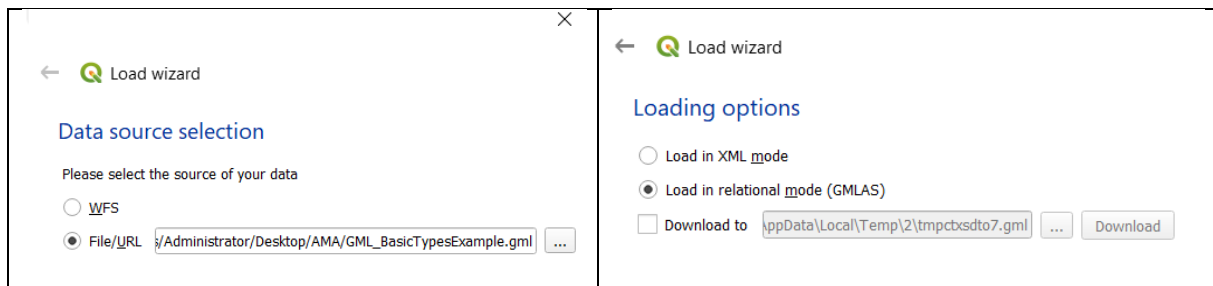 Load wizard
Data source selection
Please select the source of your data
WFS
File/URL s/Administrator/Desktop/AMA/GML_BasicTypesExample.gml ...
Load wizard
Loading options
Load in XML mode
Load in relational mode (GMLAS)
Download to \ppData\Local\Temp\2\tmpctxsdto7.gml ... Download